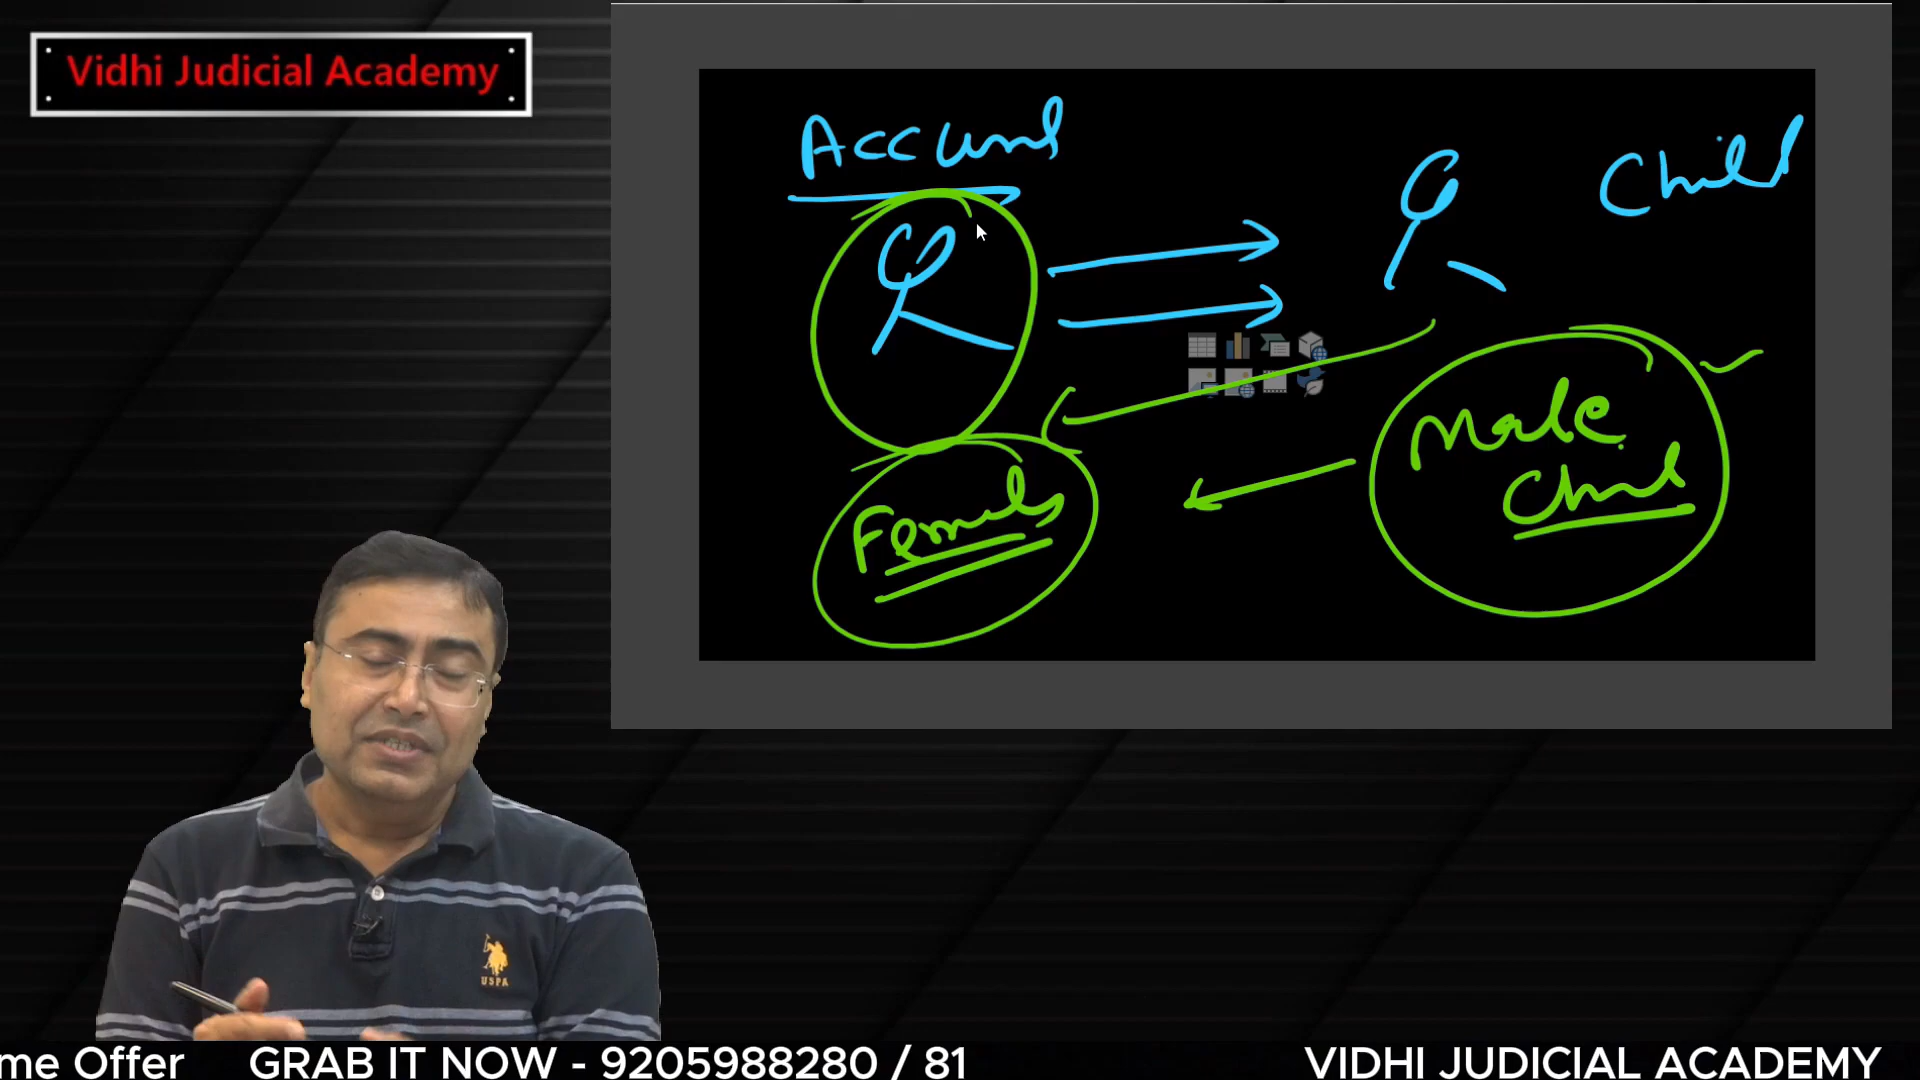 Vidhi Judicial Academy
Accused
Child
Male
Child
Female
USPA
me Offer GRAB IT NOW - 9205988280 / 81 VIDHI JUDICIAL ACADEMY